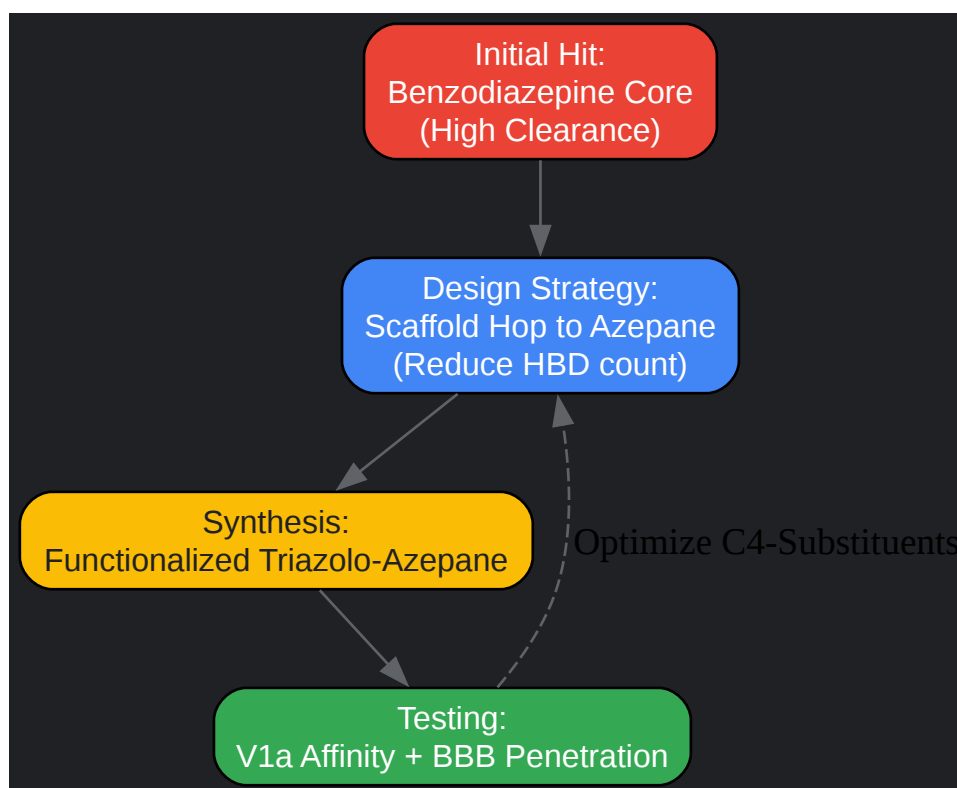 Initial Hit:
Benzodiazepine Core
(High Clearance)
Design Strategy:
Scaffold Hop to Azepane
(Reduce HBD count)
Synthesis:
Functionalized Triazolo-Azepane
Optimize C4-Substituents
Testing:
V1a Affinity + BBB Penetration